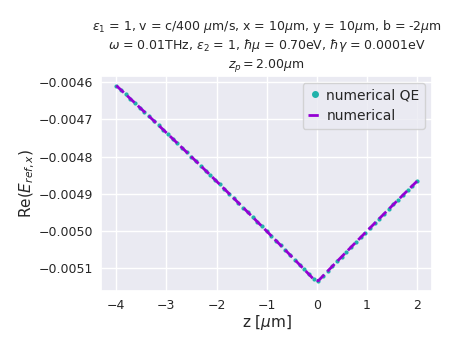 ε₁ = 1, v = c/400 μm/s, x = 10μm, y = 10μm, b = -2μm
ω = 0.01THz, ε₂ = 1, ℏμ = 0.70eV, ℏγ = 0.0001eV
z_p = 2.00μm
−0.0046
−0.0047
−0.0048
−0.0049
−0.0050
−0.0051
Re(E_ref,x)
numerical QE
numerical
−4
−3
−2
−1
0
1
2
z [μm]